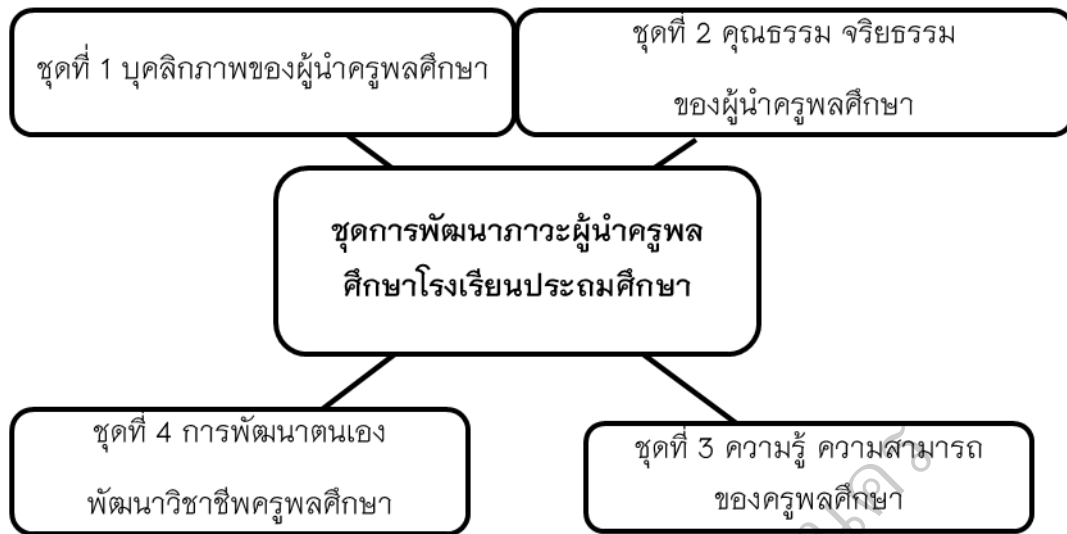 ชุดที่ 1 บุคลิกภาพของผู้นำครูพลศึกษา
ชุดที่ 2 คุณธรรม จริยธรรม
ของผู้นำครูพลศึกษา
ชุดการพัฒนาภาวะผู้นำครูพล
ศึกษาโรงเรียนประถมศึกษา
ชุดที่ 4 การพัฒนาตนเอง
พัฒนาวิชาชีพครูพลศึกษา
ชุดที่ 3 ความรู้ ความสามารถ
ของครูพลศึกษา